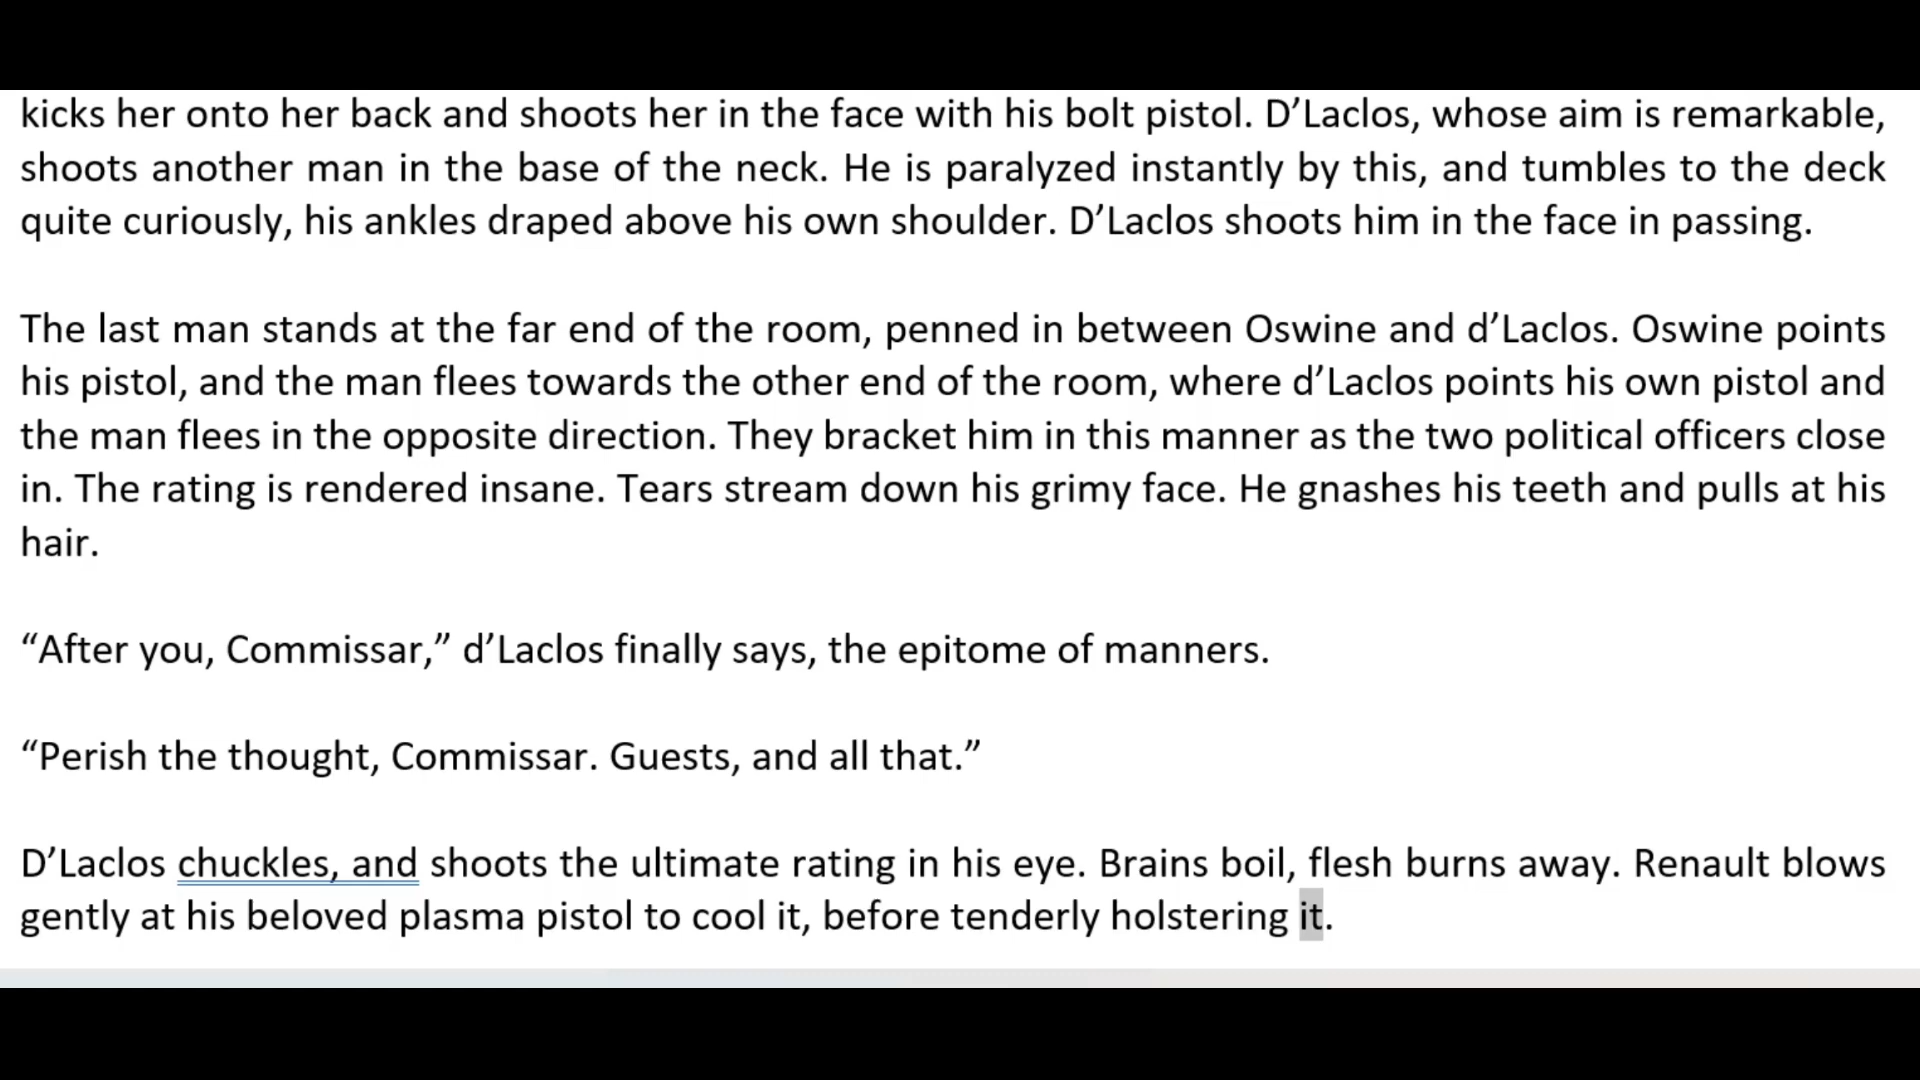 kicks her onto her back and shoots her in the face with his bolt pistol. D’Laclos, whose aim is remarkable,
shoots another man in the base of the neck. He is paralyzed instantly by this, and tumbles to the deck
quite curiously, his ankles draped above his own shoulder. D’Laclos shoots him in the face in passing.
The last man stands at the far end of the room, penned in between Oswine and d’Laclos. Oswine points
his pistol, and the man flees towards the other end of the room, where d’Laclos points his own pistol and
the man flees in the opposite direction. They bracket him in this manner as the two political officers close
in. The rating is rendered insane. Tears stream down his grimy face. He gnashes his teeth and pulls at his
hair.
“After you, Commissar,” d’Laclos finally says, the epitome of manners.
“Perish the thought, Commissar. Guests, and all that.”
D’Laclos chuckles, and shoots the ultimate rating in his eye. Brains boil, flesh burns away. Renault blows
gently at his beloved plasma pistol to cool it, before tenderly holstering it.